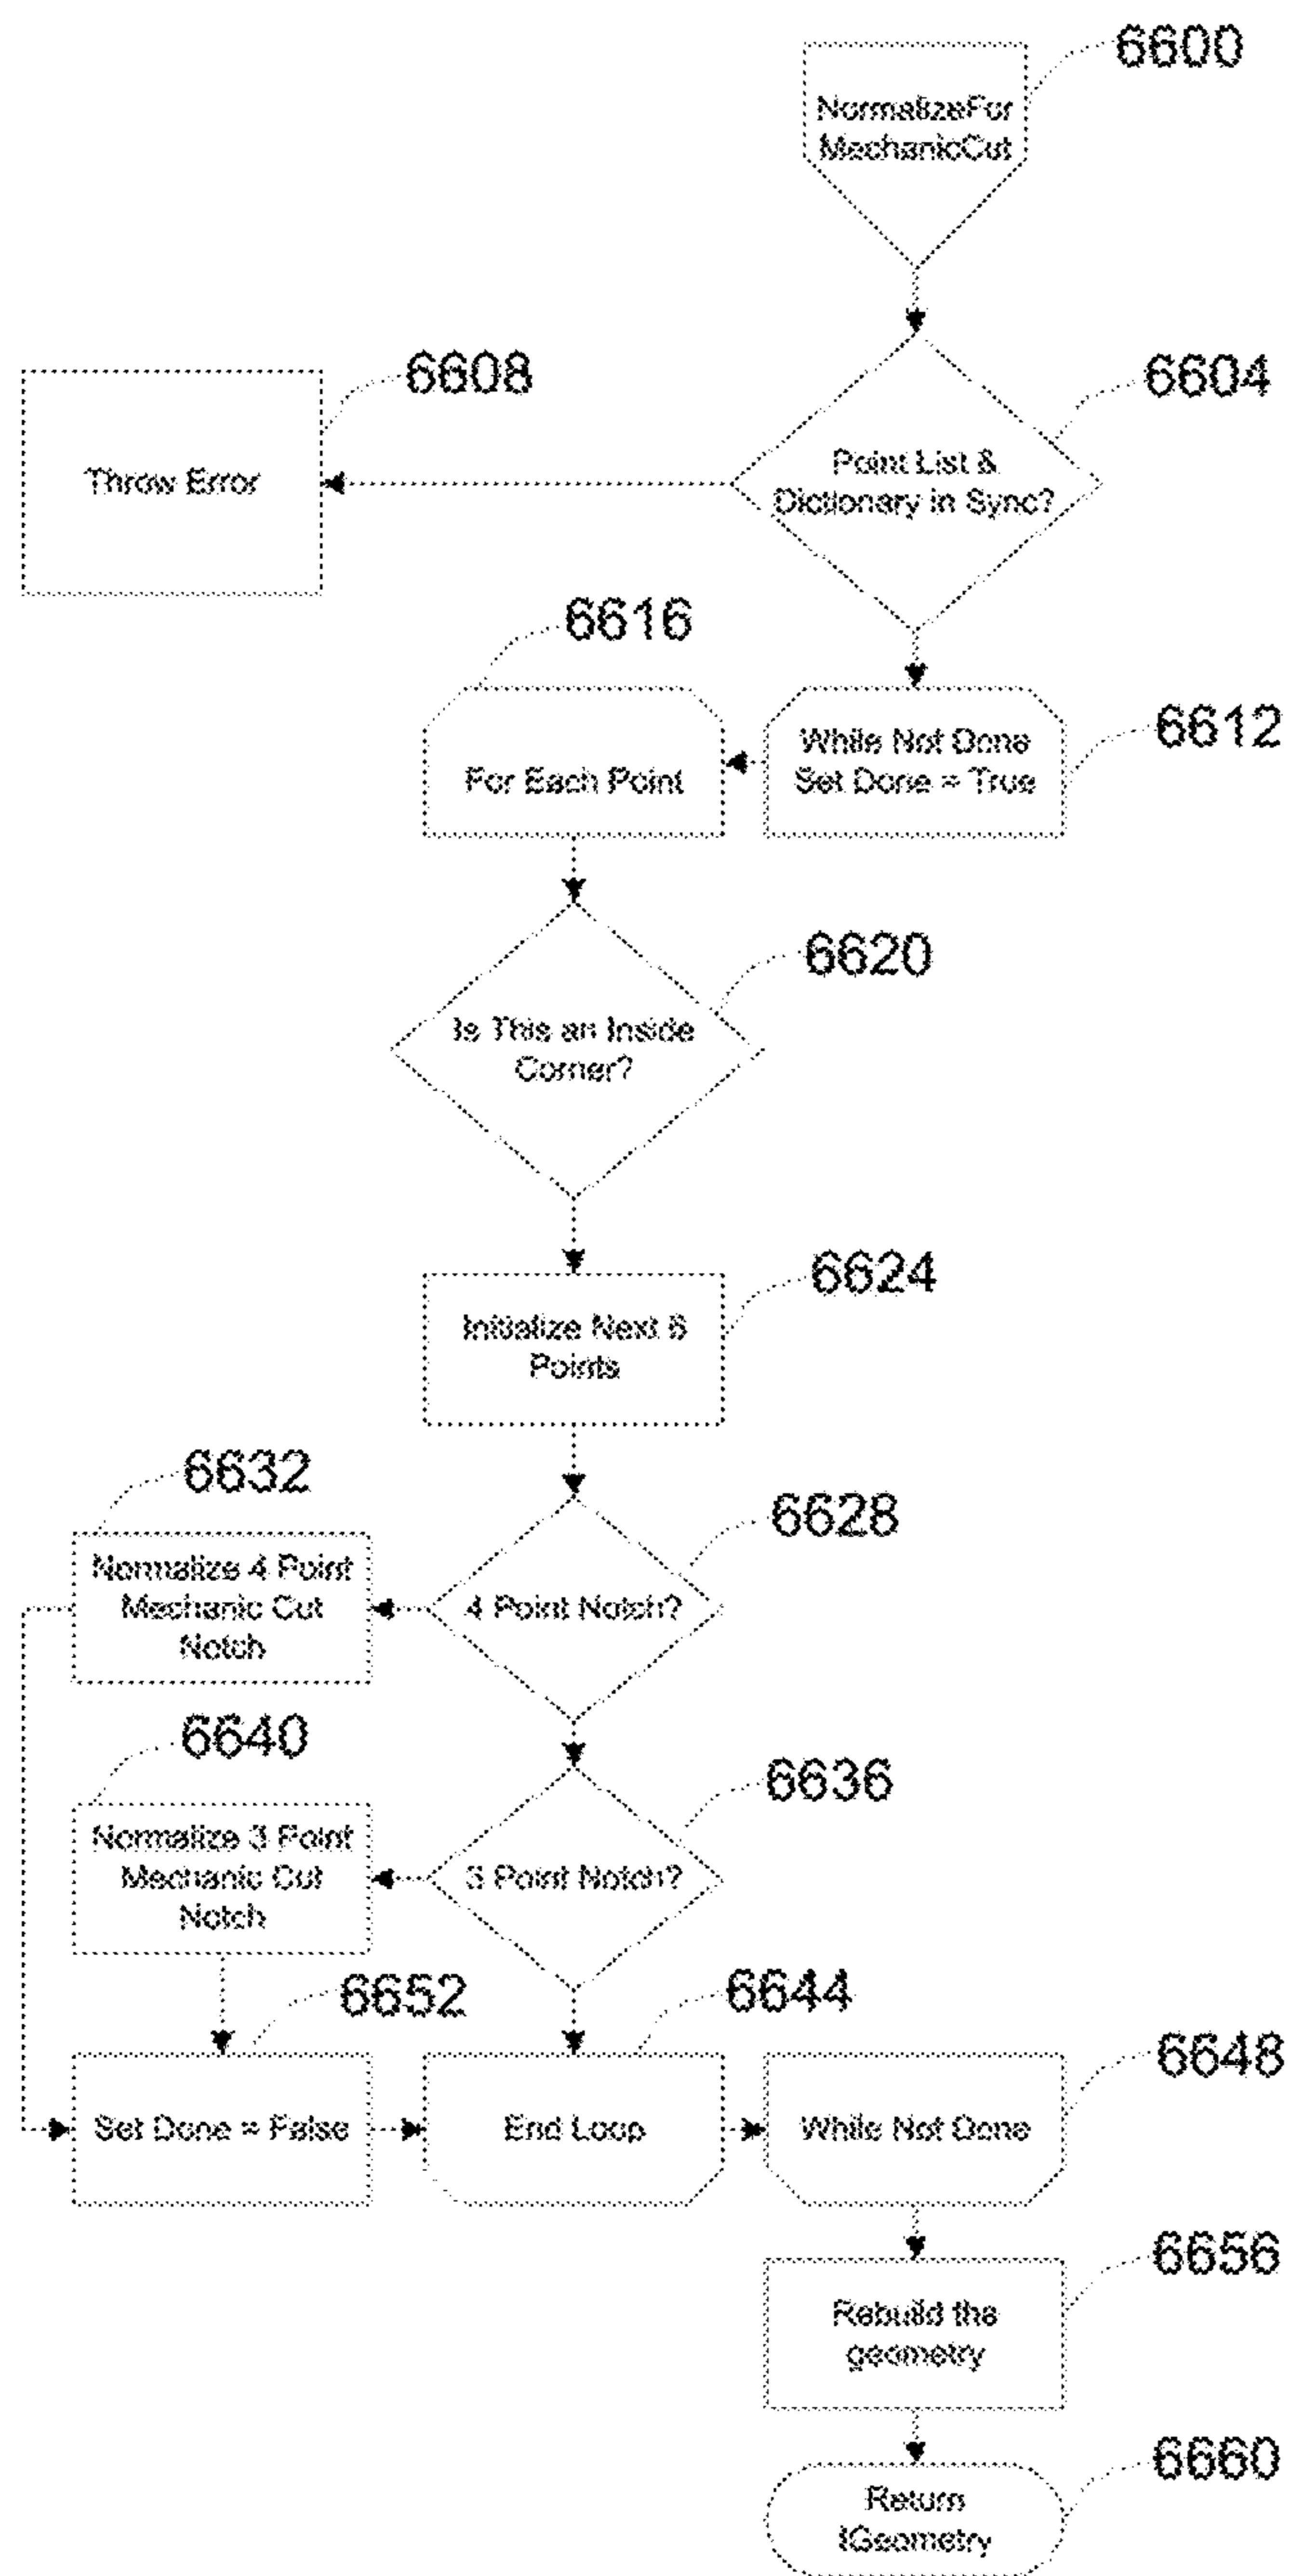 6600
NormalizeFor
MechanicCut
6604
Point List &
Dictionary in Sync?
6608
Throw Error
6612
While Not Done
Set Done = True
6616
For Each Point
6620
Is This an Inside
Corner?
6624
Initialize Next
Points
6628
4 Point Notch?
6632
Normalize 4 Point
Mechanic Cut
Notch
6636
Point Notch?
6640
Normalize 3 Point
Mechanic Cut
Notch
6652
Set Done = False
6644
End Loop
6648
While Not Done
6656
Rebuild the
geometry
6660
Return
IGeometry